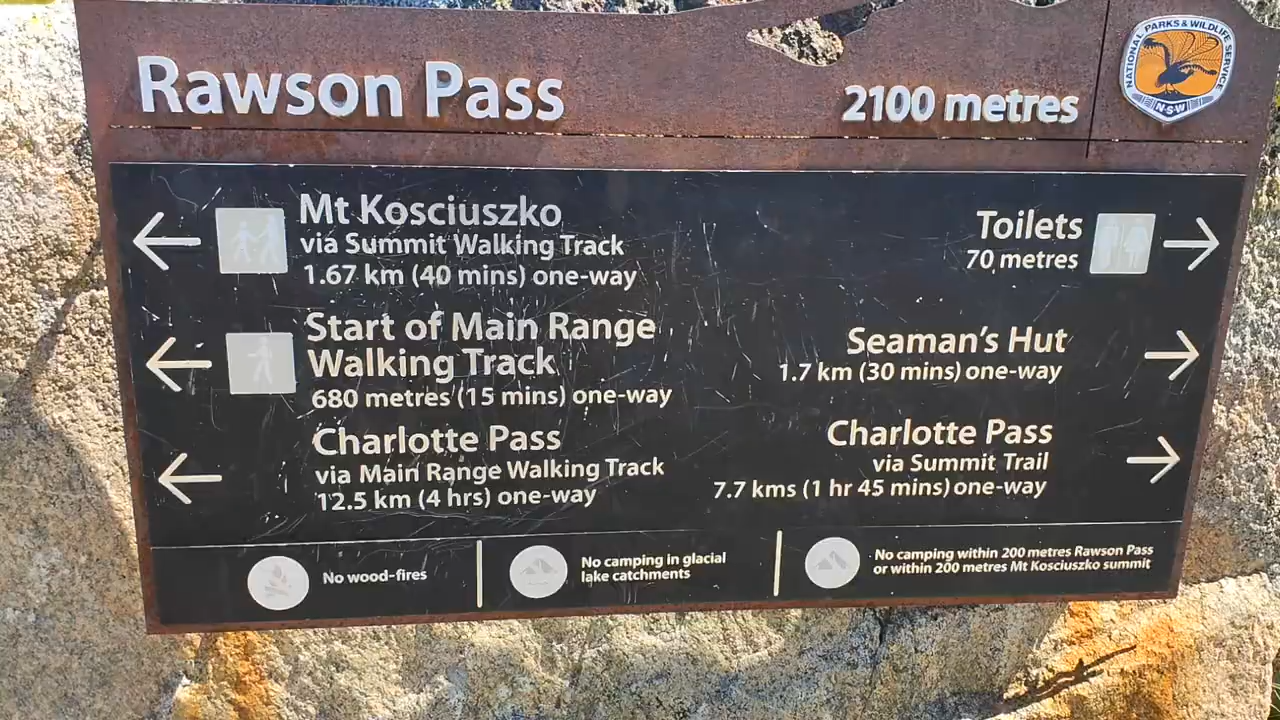 Rawson Pass
2100 metres
NATIONAL PARKS & WILDLIFE SERVICE
N·S·W
Mt Kosciuszko
via Summit Walking Track
1.67 km (40 mins) one-way
Start of Main Range
Walking Track
680 metres (15 mins) one-way
Charlotte Pass
via Main Range Walking Track
12.5 km (4 hrs) one-way
Toilets
70 metres
Seaman's Hut
1.7 km (30 mins) one-way
Charlotte Pass
via Summit Trail
7.7 kms (1 hr 45 mins) one-way
No wood-fires
No camping in glacial
lake catchments
No camping within 200 metres Rawson Pass
or within 200 metres Mt Kosciuszko summit